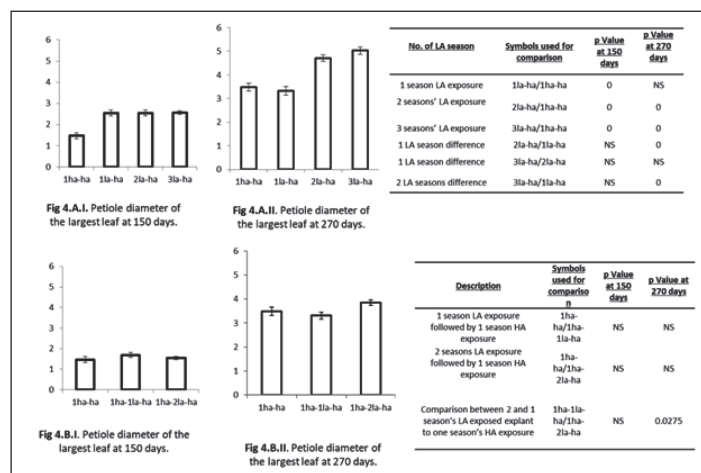 6
5
4
3
2
1
0
1ha-ha 1la-ha 2la-ha 3la-ha
Fig 4.A.I. Petiole diameter of
the largest leaf at 150 days.
6
5
4
3
2
1
0
1ha-ha 1la-ha 2la-ha 3la-ha
Fig 4.A.II. Petiole diameter of
the largest leaf at 270 days.
No. of LA season Symbols used for comparison p Value at 150 days p Value at 270 days
1 season LA exposure 1la-ha/1ha-ha 0 NS
2 seasons' LA exposure 2la-ha/1ha-ha 0 0
3 seasons' LA exposure 3la-ha/1ha-ha 0 0
1 LA season difference 2la-ha/1la-ha NS 0
1 LA season difference 3la-ha/2la-ha NS NS
2 LA seasons difference 3la-ha/1la-ha NS 0
6
5
4
3
2
1
0
1ha-ha 1ha-1la-ha 1ha-2la-ha
Fig 4.B.I. Petiole diameter of the
largest leaf at 150 days.
6
5
4
3
2
1
0
1ha-ha 1ha-1la-ha 1ha-2la-ha
Fig 4.B.II. Petiole diameter of
the largest leaf at 270 days.
Description Symbols used for compariso n p Value at 150 days p Value at 270 days
1 season LA exposure
followed by 1 season HA
exposure
1ha-
ha/1ha-
1la-ha
NS NS
2 seasons LA exposure
followed by 1 season HA
exposure
1ha-
ha/1ha-
2la-ha
NS NS
Comparison between 2 and 1
season's LA exposed explant
to one season's HA exposure
1ha-1la-
ha/1ha-
2la-ha
NS 0.0275